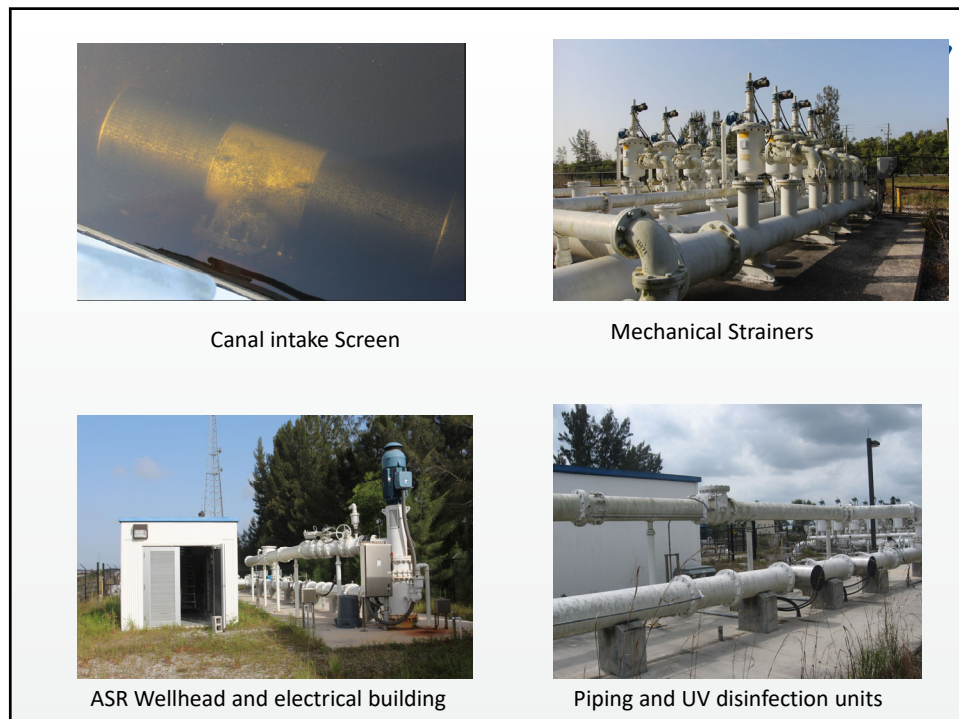 Canal intake Screen
Mechanical Strainers
ASR Wellhead and electrical building
Piping and UV disinfection units